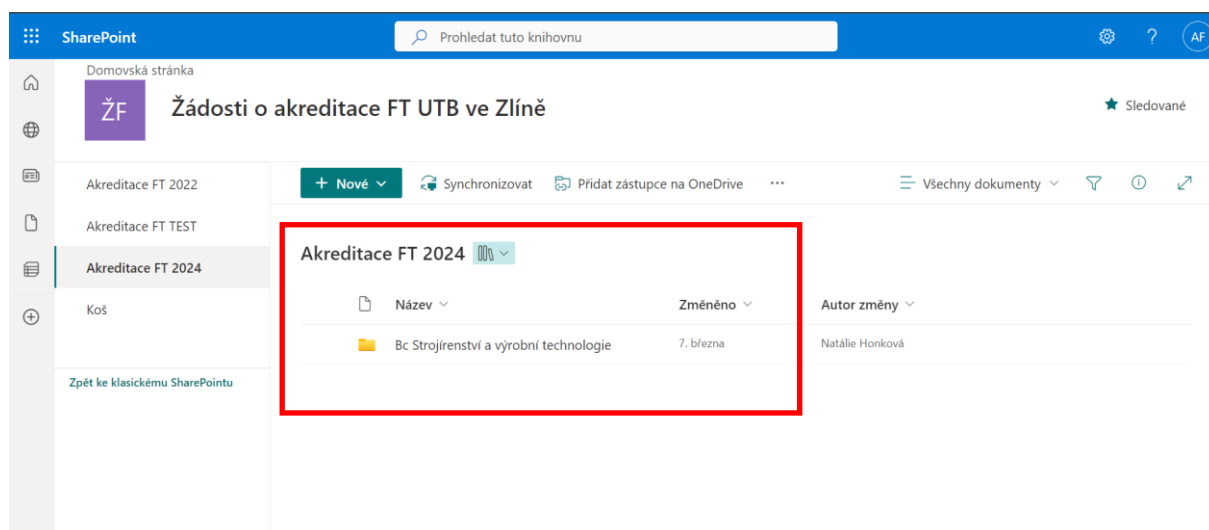 SharePoint
Prohledat tuto knihovnu
?
AF
Domovská stránka
ŽF
Žádosti o akreditace FT UTB ve Zlíně
Sledované
Akreditace FT 2022
Akreditace FT TEST
Akreditace FT 2024
Koš
Zpět ke klasickému SharePointu
+ Nové
Synchronizovat
Přidat zástupce na OneDrive
...
Všechny dokumenty
Akreditace FT 2024
Název
Změněno
Autor změny
Bc Strojírenství a výrobní technologie
7. března
Natálie Honková